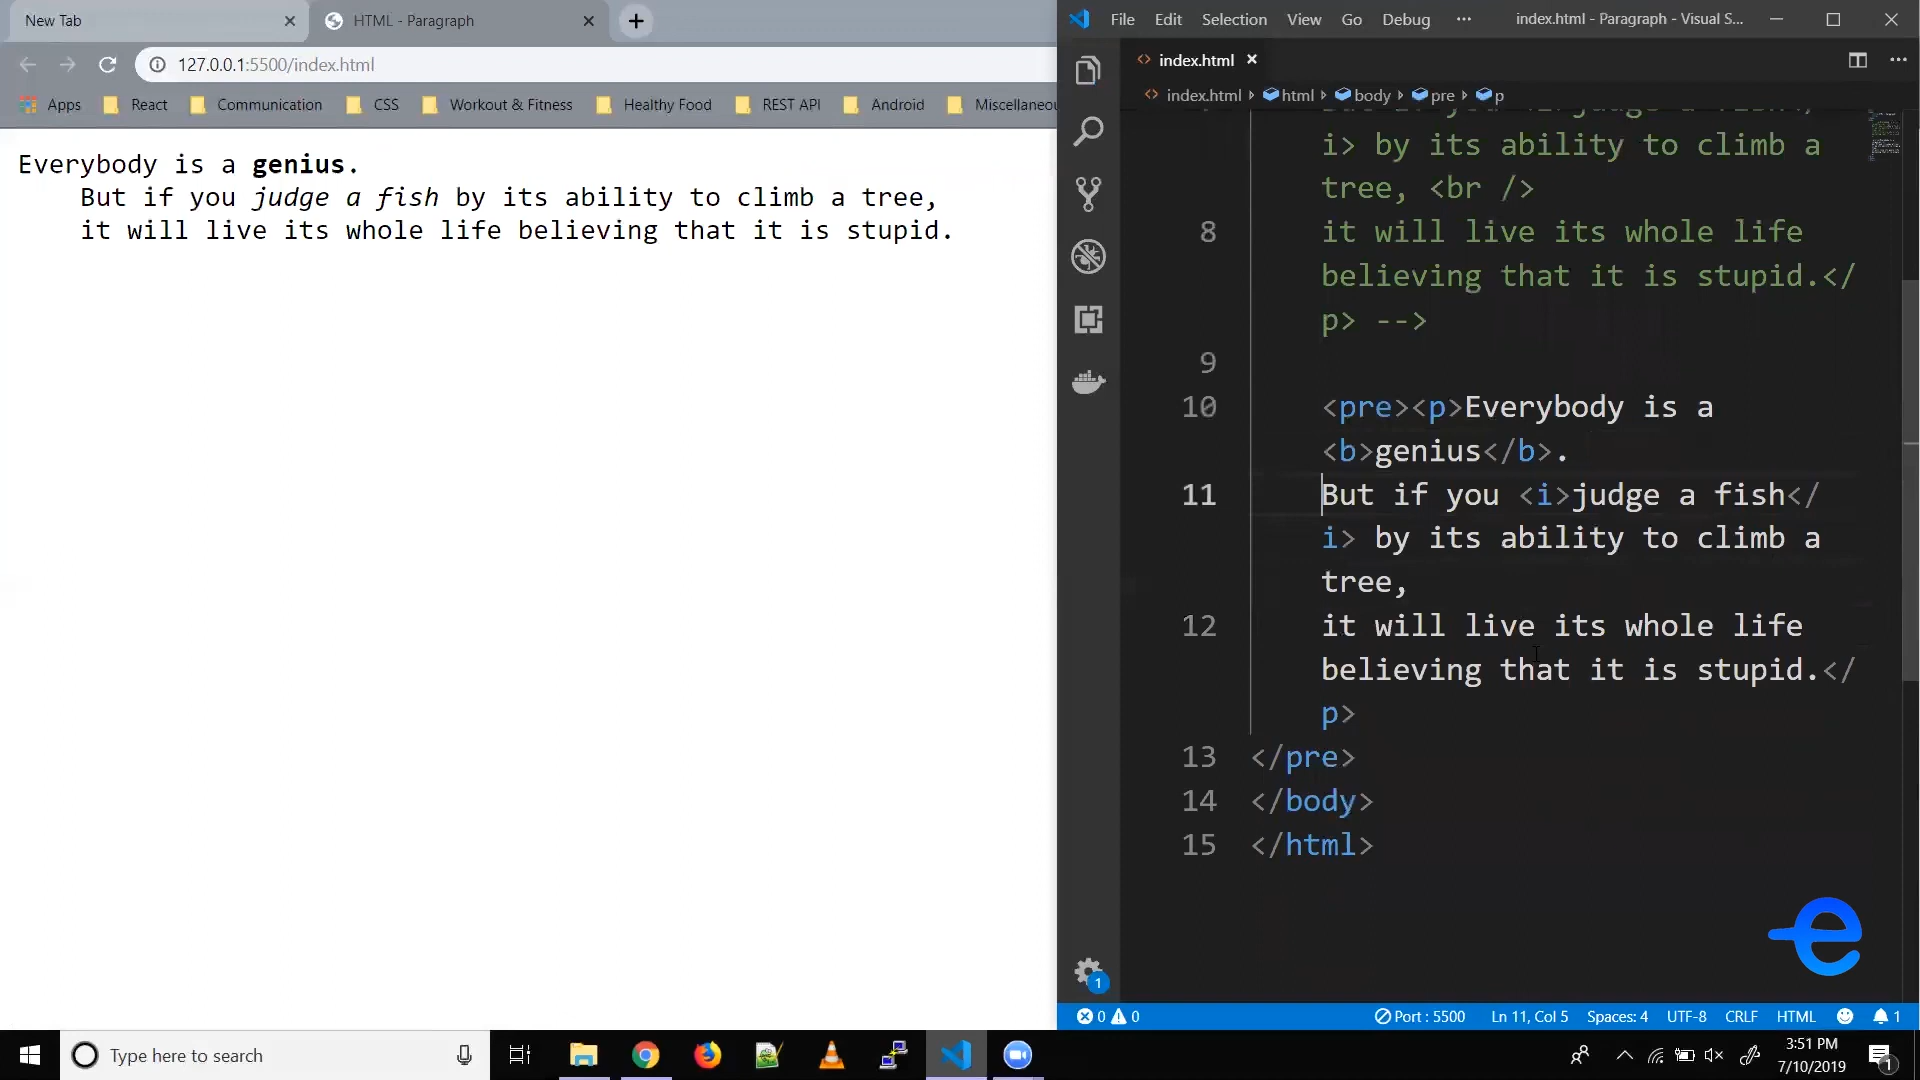 New Tab
HTML - Paragraph
127.0.0.1:5500/index.html
Apps React Communication CSS Workout & Fitness Healthy Food REST API Android Miscellaneou
Everybody is a genius.
But if you judge a fish by its ability to climb a tree,
it will live its whole life believing that it is stupid.
File Edit Selection View Go Debug ··· index.html - Paragraph - Visual S...
index.html
index.html html body pre p
i> by its ability to climb a
tree, <br />
8 it will live its whole life
believing that it is stupid.</
p> -->
9
10 <pre><p>Everybody is a
<b>genius</b>.
11 But if you <i>judge a fish</
i> by its ability to climb a
tree,
12 it will live its whole life
believing that it is stupid.</
p>
13 </pre>
14 </body>
15 </html>
1
0 0 Port : 5500 Ln 11, Col 5 Spaces: 4 UTF-8 CRLF HTML 1
Type here to search
3:51 PM
7/10/2019
1